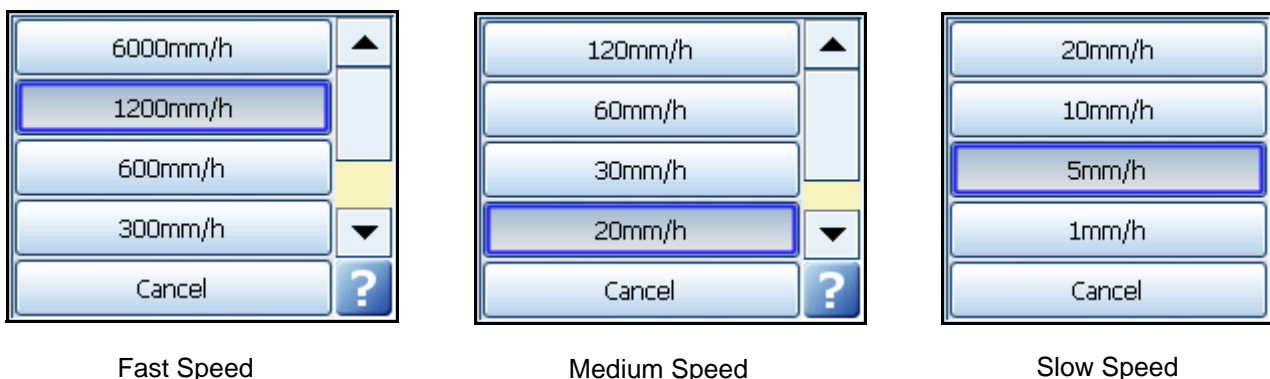 6000mm/h
1200mm/h
600mm/h
300mm/h
Cancel
?
Fast Speed
120mm/h
60mm/h
30mm/h
20mm/h
Cancel
?
Medium Speed
20mm/h
10mm/h
5mm/h
1mm/h
Cancel
Slow Speed